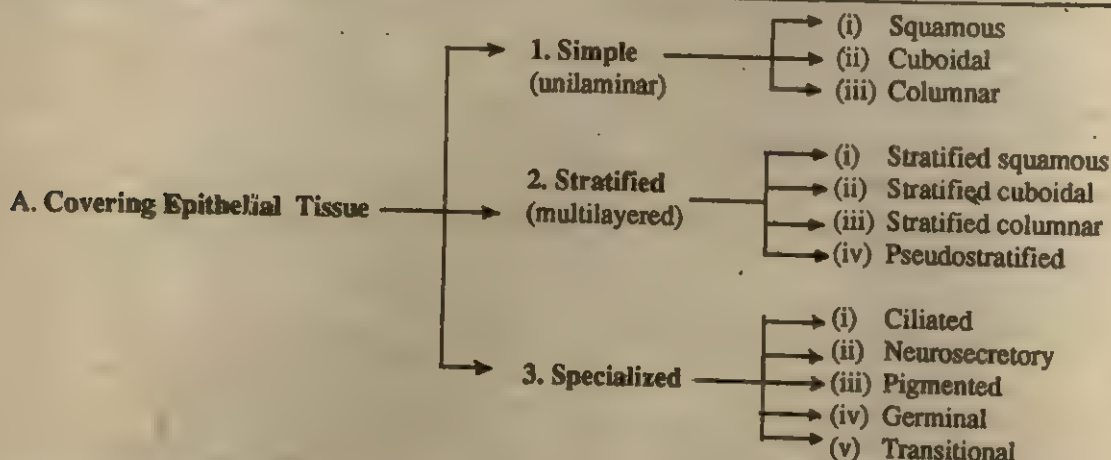 A. Covering Epithelial Tissue
1. Simple
(unilaminar)
(i) Squamous
(ii) Cuboidal
(iii) Columnar
2. Stratified
(multilayered)
(i) Stratified squamous
(ii) Stratified cuboidal
(iii) Stratified columnar
(iv) Pseudostratified
3. Specialized
(i) Ciliated
(ii) Neurosecretory
(iii) Pigmented
(iv) Germinal
(v) Transitional